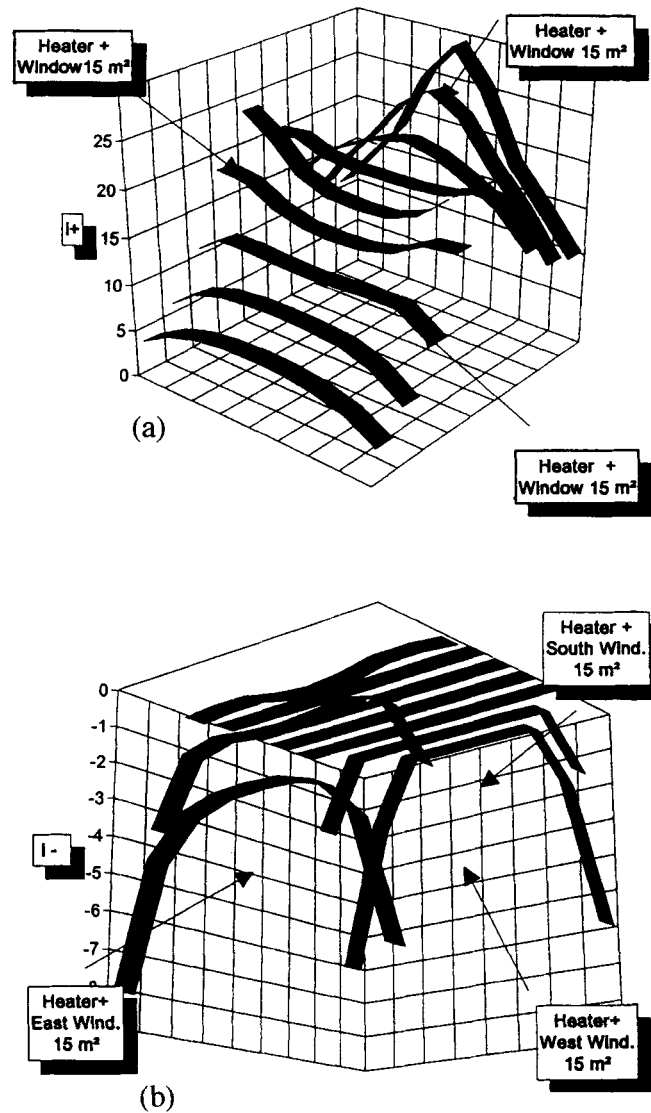 Heater +
Window 15 m²
Heater +
Window 15 m²
25
20
i+
15
10
5
0
(a)
Heater +
Window 15 m²
0
-1
-2
-3
-4
I -
-5
-6
-7
Heater +
South Wind.
15 m²
Heater+
East Wind.
15 m²
Heater+
West Wind.
15 m²
(b)